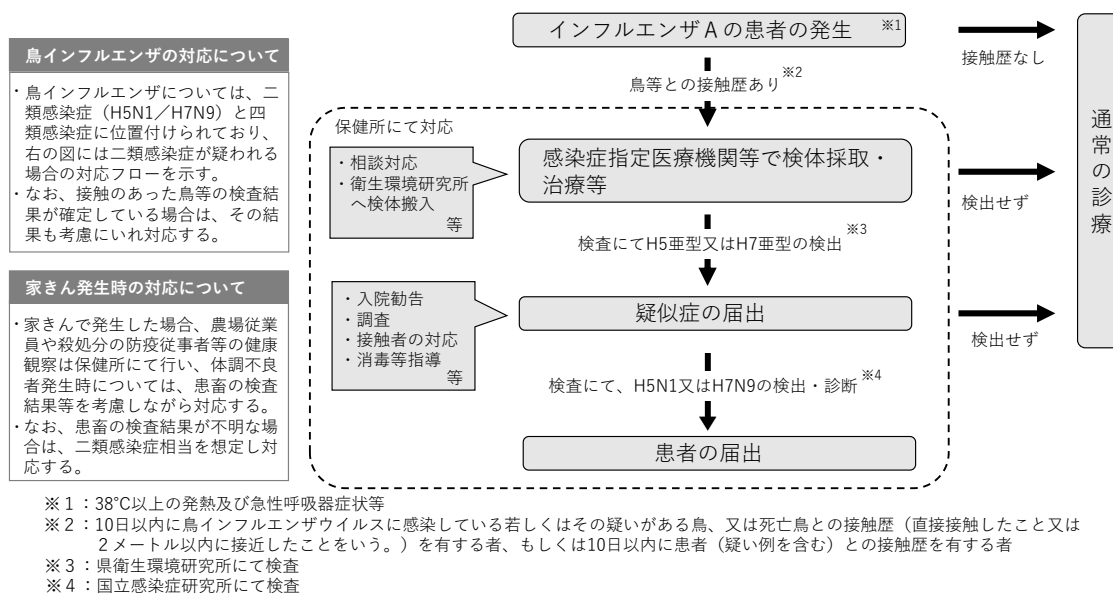 インフルエンザAの患者の発生 ※1
接触歴なし
鳥等との接触歴あり※2
通常の診療
鳥インフルエンザの対応について
・鳥インフルエンザについては、二
類感染症（H5N1／H7N9）と四
類感染症に位置付けられており、
右の図には二類感染症が疑われる
場合の対応フローを示す。
・なお、接触のあった鳥等の検査結
果が確定している場合は、その結
果も考慮にいれ対応する。
保健所にて対応
・相談対応
・衛生環境研究所
へ検体搬入
等
感染症指定医療機関等で検体採取・
治療等
検出せず
検査にてH5亜型又はH7亜型の検出※3
家きん発生時の対応について
・家きんで発生した場合、農場従業
員や殺処分の防疫従事者等の健康
観察は保健所にて行い、体調不良
者発生時については、患畜の検査
結果等を考慮しながら対応する。
・なお、患畜の検査結果が不明な場
合は、二類感染症相当を想定し対
応する。
・入院勧告
・調査
・接触者の対応
・消毒等指導
等
疑似症の届出
検出せず
検査にて、H5N1又はH7N9の検出・診断※4
患者の届出
※1：38℃以上の発熱及び急性呼吸器症状等
※2：10日以内に鳥インフルエンザウイルスに感染している若しくはその疑いがある鳥、又は死亡鳥との接触歴（直接接触したこと又は
2メートル以内に接近したことをいう。）を有する者、もしくは10日以内に患者（疑い例を含む）との接触歴を有する者
※3：県衛生環境研究所にて検査
※4：国立感染症研究所にて検査